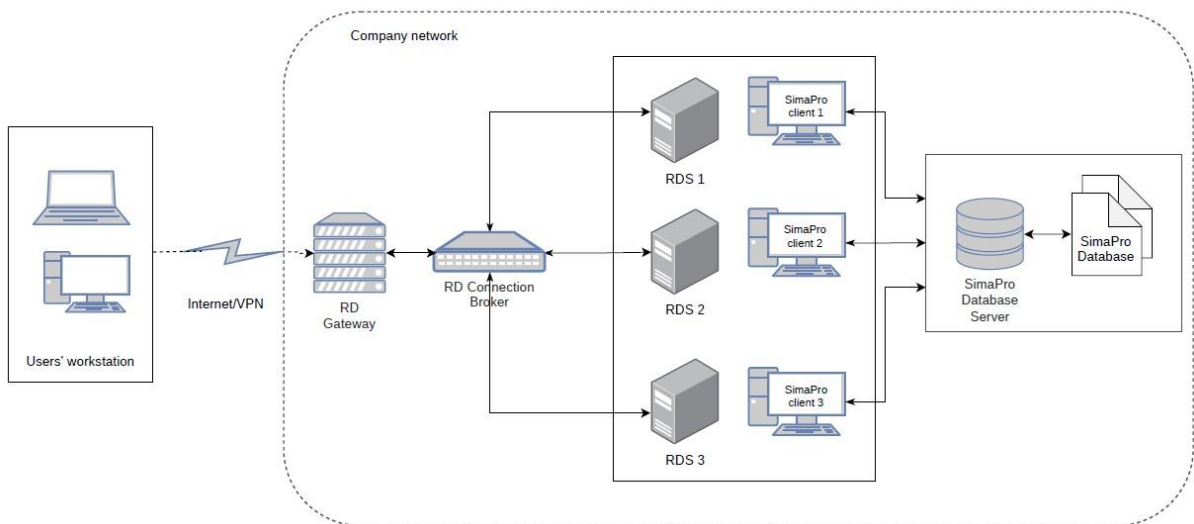 Company network
Users' workstation
Internet/VPN
RD
Gateway
RD Connection
Broker
RDS 1
SimaPro
client 1
RDS 2
SimaPro
client 2
RDS 3
SimaPro
client 3
SimaPro
Database
Server
SimaPro
Database